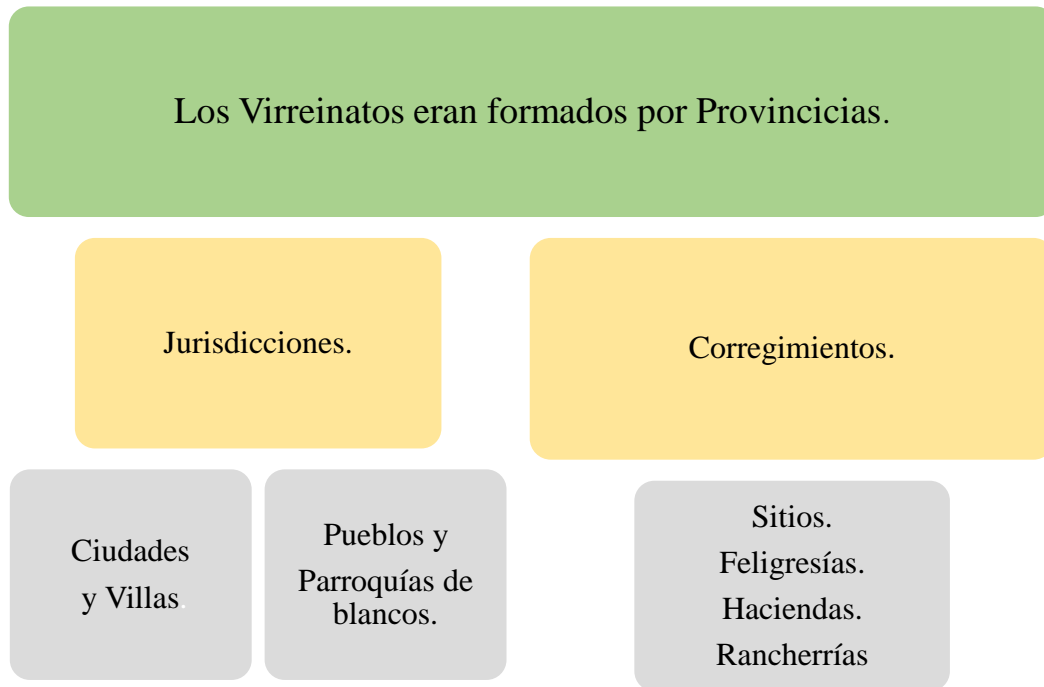 Los Virreinatos eran formados por Provincicias.
Jurisdicciones.
Corregimientos.
Ciudades
y Villas.
Pueblos y
Parroquías de
blancos.
Sitios.
Feligresías.
Haciendas.
Rancherrías